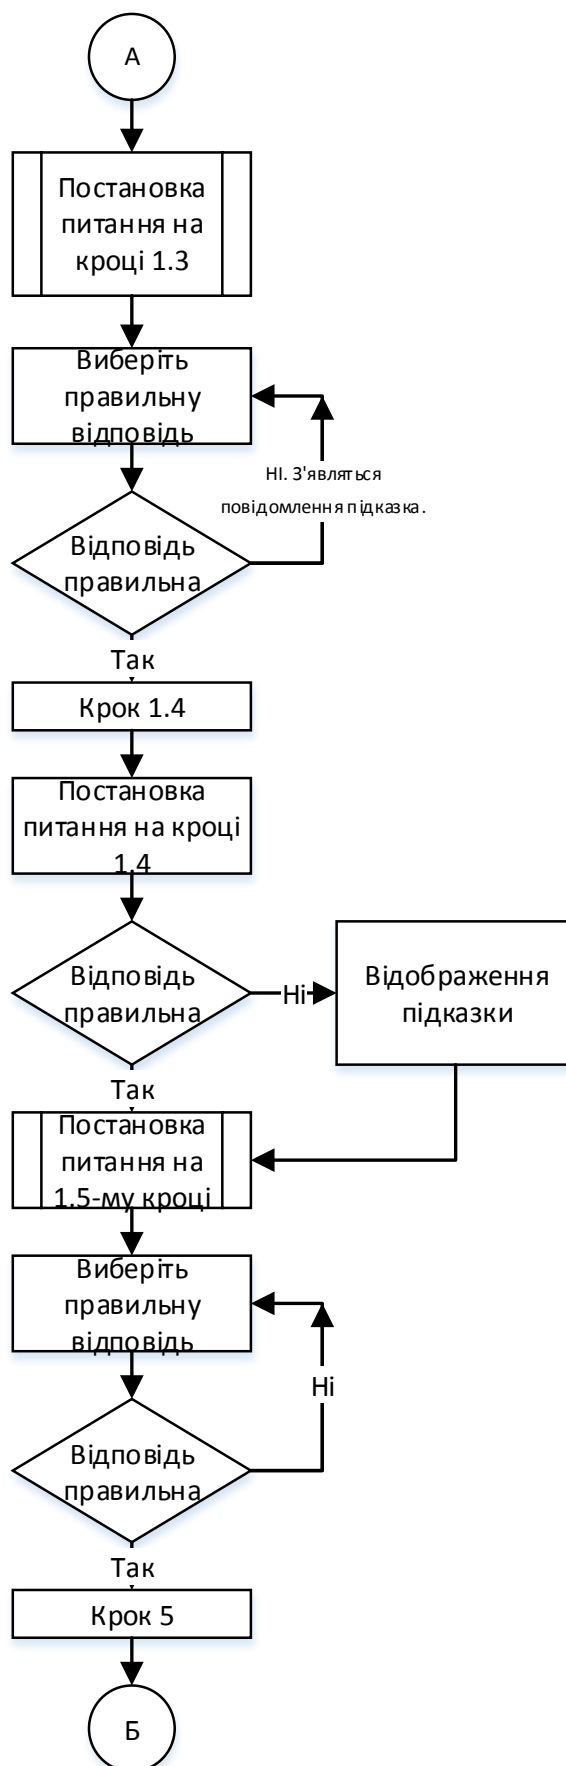 А
Постановка
питання на
кроці 1.3
Виберіть
правильну
відповідь
НІ. З'являться
повідомлення підказка.
Відповідь
правильна
Так
Крок 1.4
Постановка
питання на кроці
1.4
Відповідь
правильна
Ні
Відображення
підказки
Так
Постановка
питання на
1.5-му кроці
Виберіть
правильну
відповідь
Ні
Відповідь
правильна
Так
Крок 5
Б